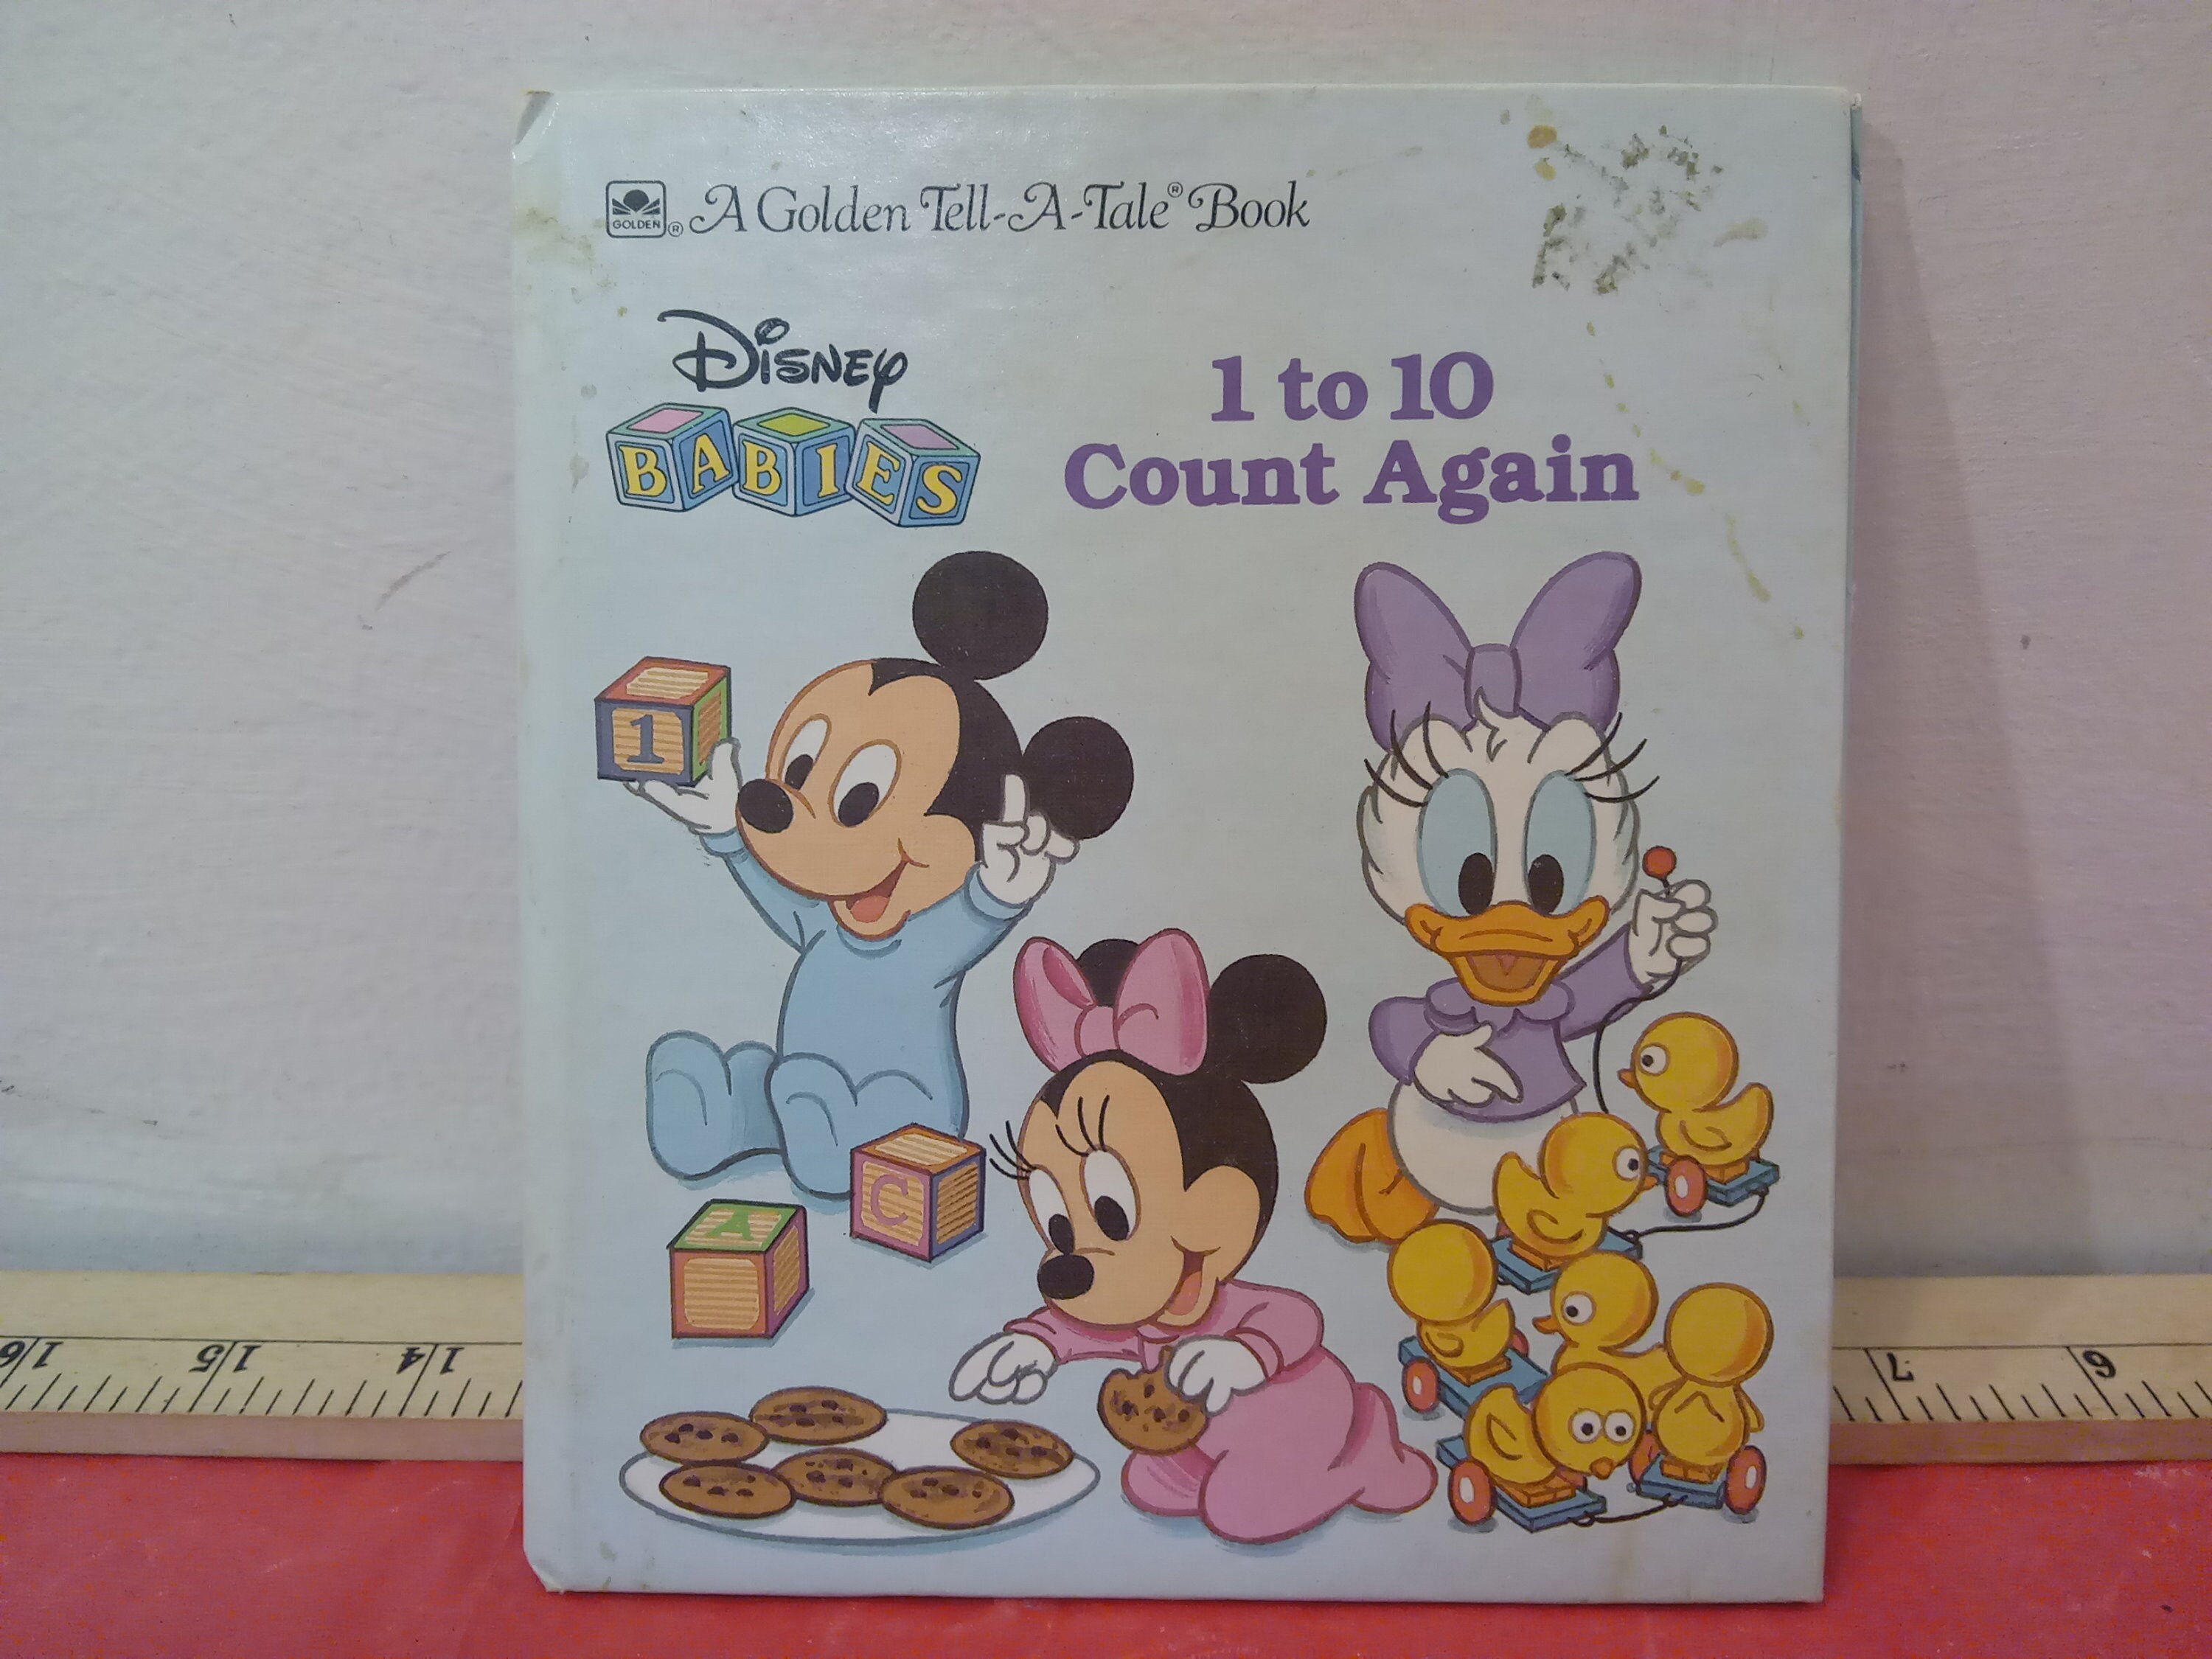 GOLDEN® A Golden Tell-A-Tale® Book
Disney
BABIES
1 to 10
Count Again
1
C
A
16 15 14 7 6